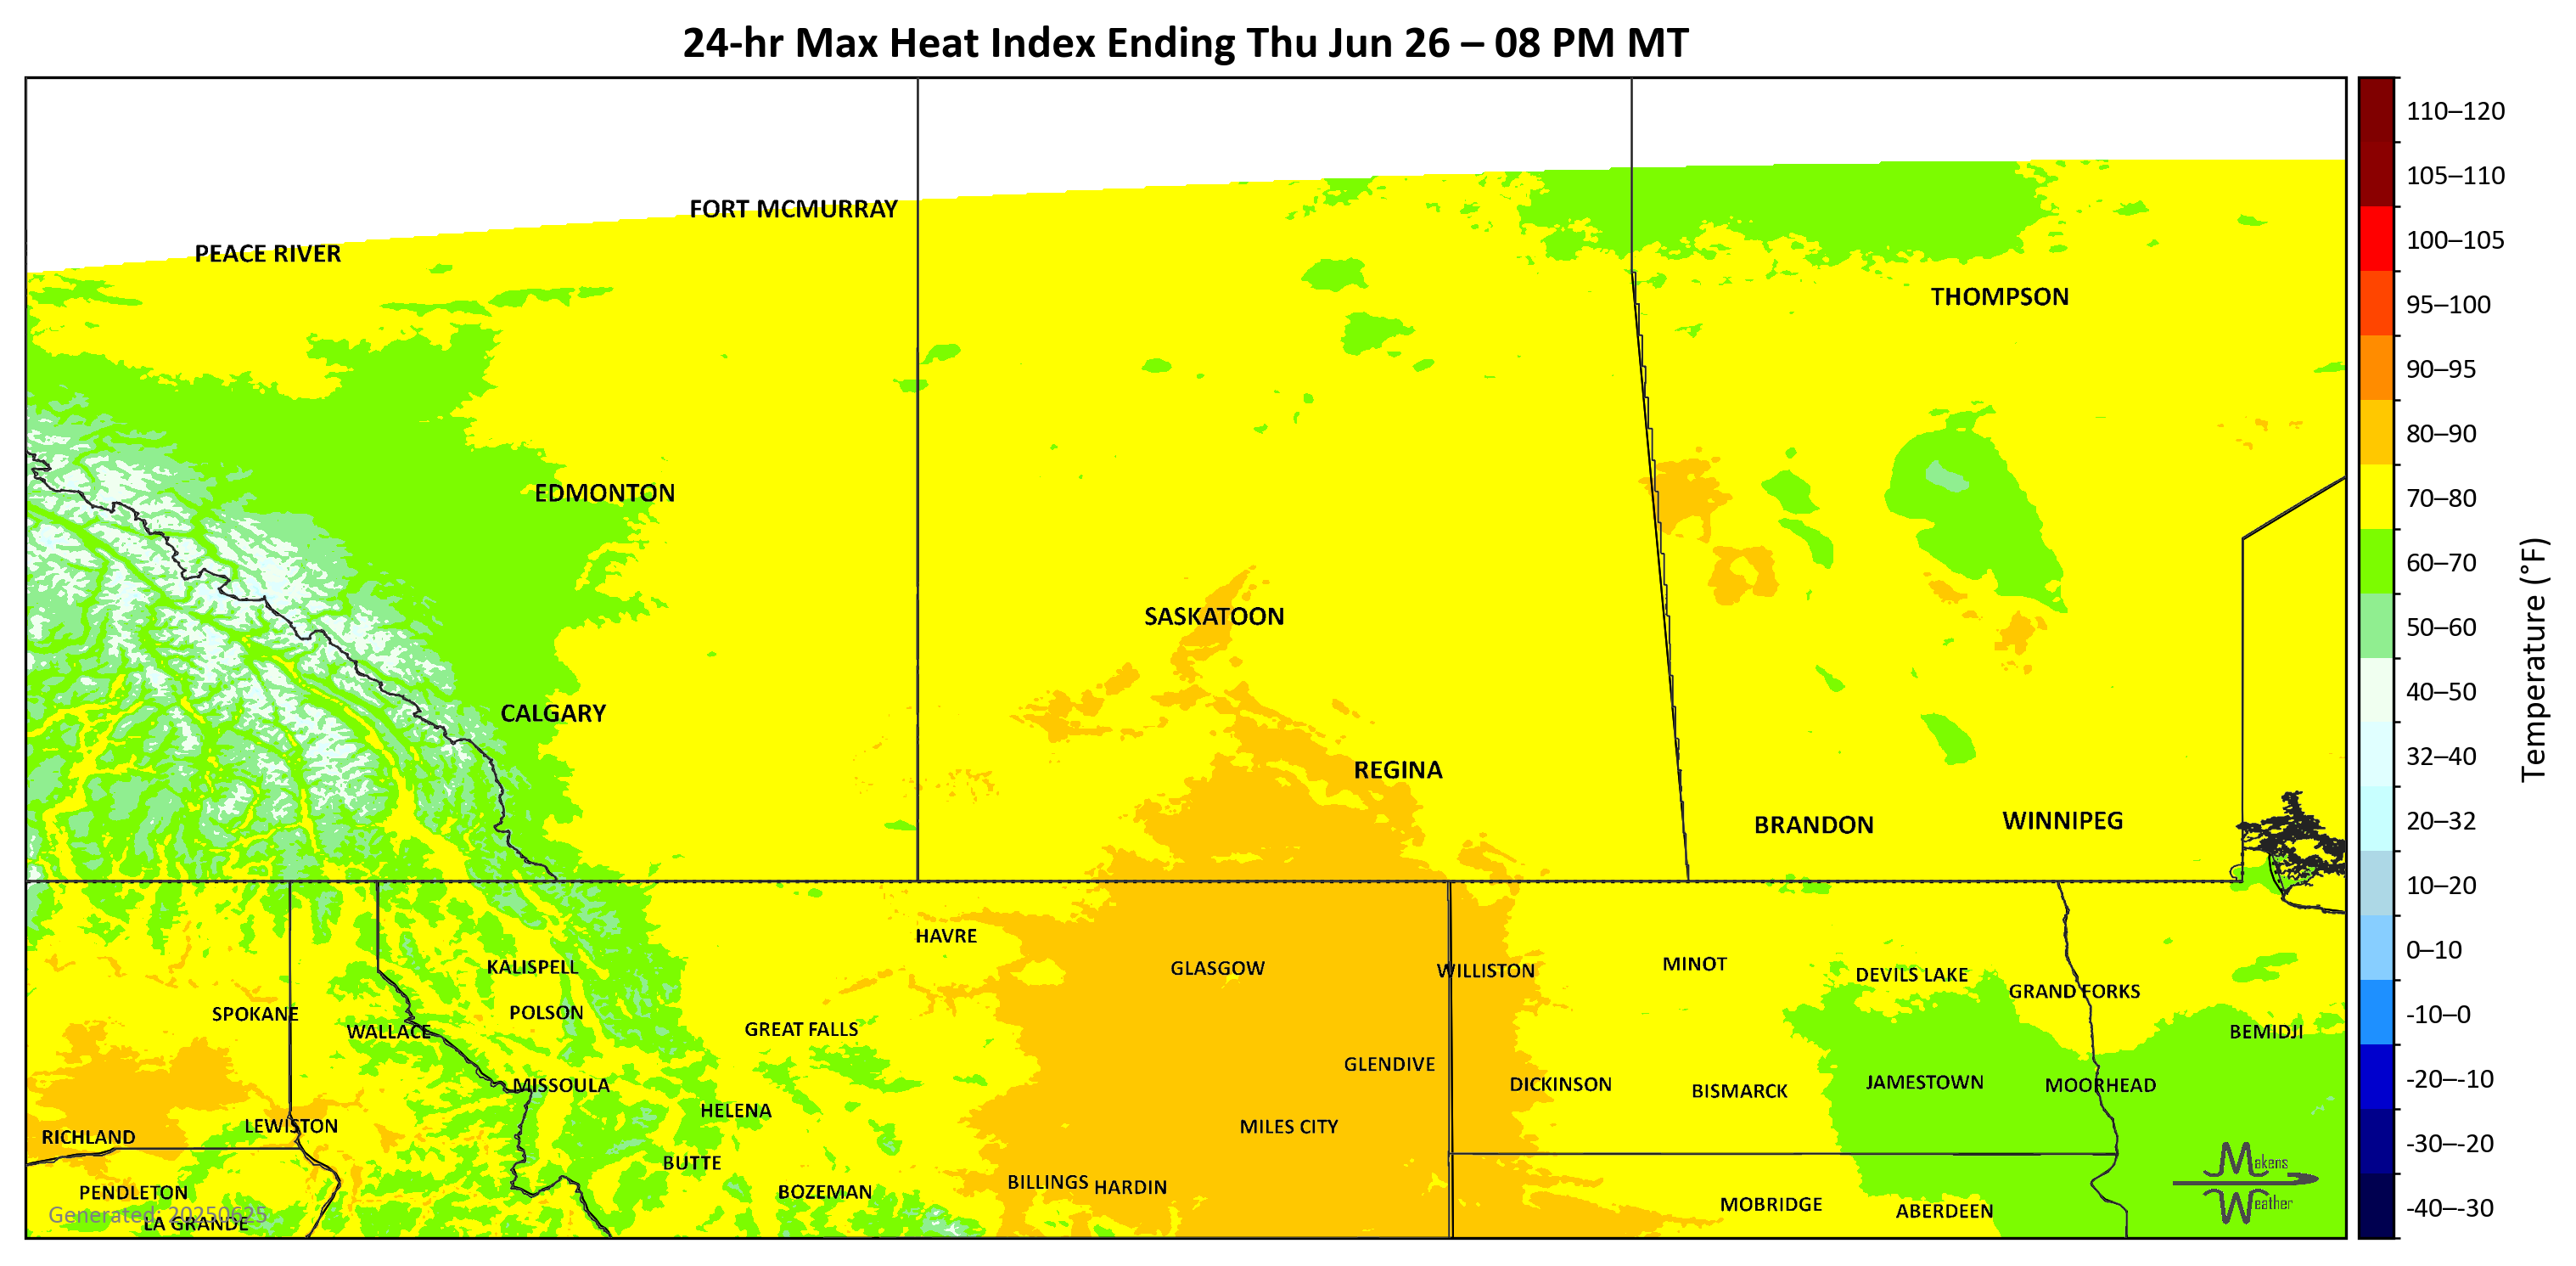 24-hr Max Heat Index Ending Thu Jun 26 – 08 PM MT
FORT MCMURRAY
PEACE RIVER
THOMPSON
EDMONTON
SASKATOON
CALGARY
REGINA
BRANDON
WINNIPEG
HAVRE
KALISPELL
GLASGOW
WILLISTON
MINOT
DEVILS LAKE
GRAND FORKS
SPOKANE
POLSON
WALLACE
GREAT FALLS
BEMIDJI
GLENDIVE
MISSOULA
DICKINSON
BISMARCK
JAMESTOWN
MOORHEAD
HELENA
LEWISTON
MILES CITY
RICHLAND
BUTTE
PENDLETON
BOZEMAN
BILLINGS
HARDIN
MOBRIDGE
ABERDEEN
Generated: 20250625
LA GRANDE
Makens
Weather
110–120
105–110
100–105
95–100
90–95
80–90
70–80
60–70
50–60
40–50
32–40
20–32
10–20
0–10
-10–0
-20–-10
-30–-20
-40–-30
Temperature (°F)